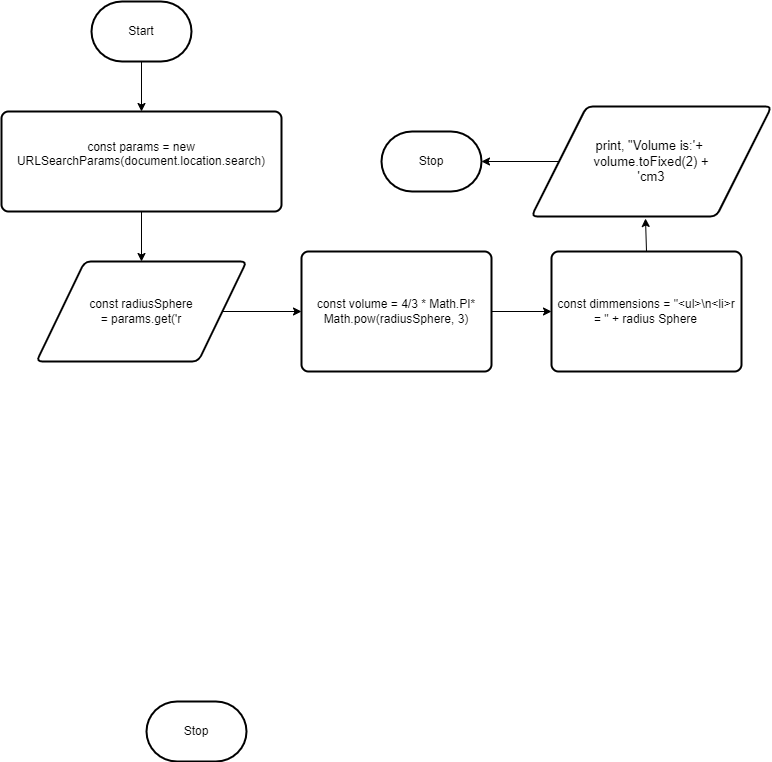 Start
const params = new
URLSearchParams(document.location.search)
const radiusSphere
= params.get('r
const volume = 4/3 * Math.PI*
Math.pow(radiusSphere, 3)
const dimmensions = "<ul>\n<li>r
= " + radius Sphere
print, "Volume is:'+
volume.toFixed(2) +
'cm3
Stop
Stop